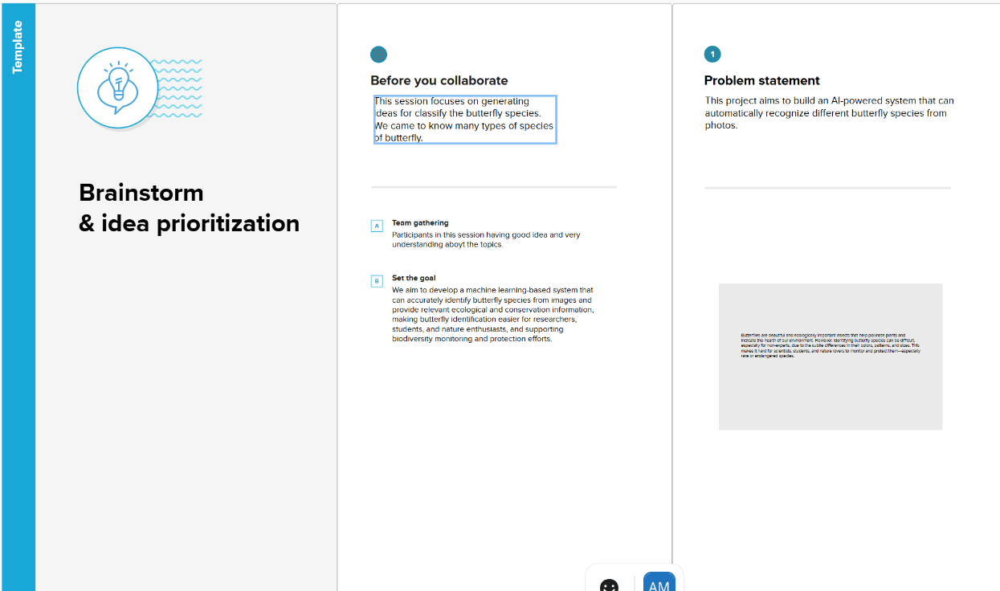 Template
Brainstorm
& idea prioritization
Before you collaborate
This session focuses on generating
ideas for classify the butterfly species.
We came to know many types of species
of butterfly.
A
Team gathering
Participants in this session having good idea and very
understanding aboyt the topics.
B
Set the goal
We aim to develop a machine learning-based system that
can accurately identify butterfly species from images and
provide relevant ecological and conservation information,
making butterfly identification easier for researchers,
students, and nature enthusiasts, and supporting
biodiversity monitoring and protection efforts.
1
Problem statement
This project aims to build an AI-powered system that can
automatically recognize different butterfly species from
photos.
Butterflies are beautiful and ecologically important insects that help pollinate plants and
indicate the health of our environment. However, identifying butterfly species can be difficult,
especially for non-experts, due to the subtle differences in their colors, patterns, and sizes. This
makes it hard for scientists, students, and nature lovers to monitor and protect them—especially
rare or endangered species.
AM